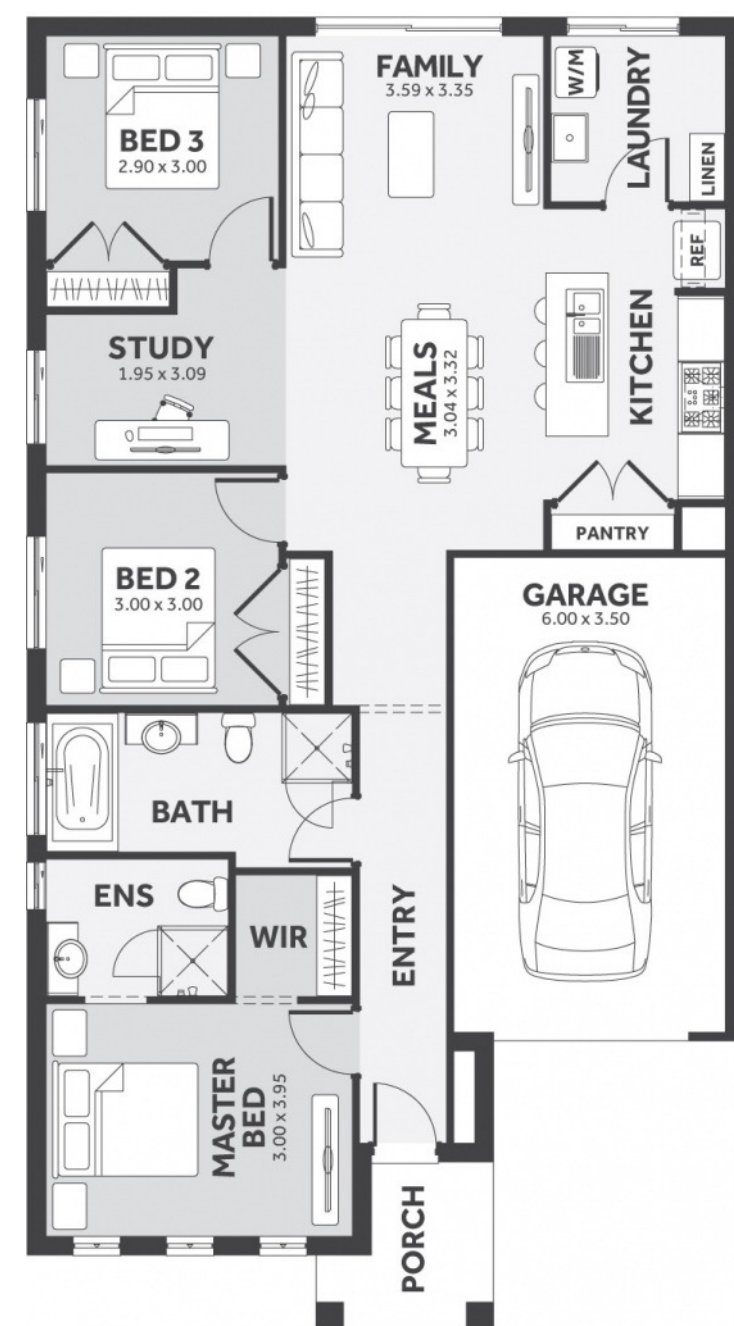 FAMILY
3.59 x 3.35
W/M
LAUNDRY
LINEN
BED 3
2.90 x 3.00
REF
STUDY
1.95 x 3.09
MEALS
3.04 x 3.32
KITCHEN
PANTRY
BED 2
3.00 x 3.00
GARAGE
6.00 x 3.50
BATH
ENS
WIR
ENTRY
MASTER
BED
3.00 x 3.95
PORCH